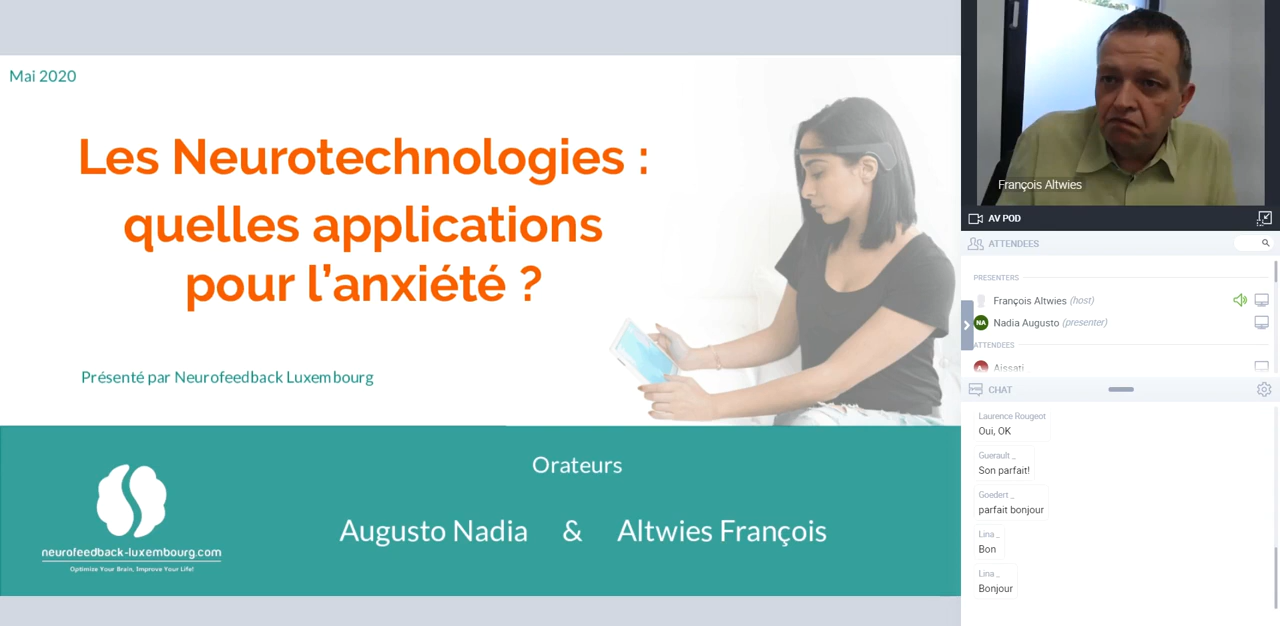 Mai 2020
Les Neurotechnologies :
quelles applications
pour l'anxiété ?
Présenté par Neurofeedback Luxembourg
Orateurs
Augusto Nadia & Altwies François
neurofeedback-luxembourg.com
Optimize Your Brain, Improve Your Life!
François Altwies
AV POD
ATTENDEES
PRESENTERS
François Altwies (host)
NA
Nadia Augusto (presenter)
ATTENDEES
Aissati
CHAT
Laurence Rougeot
Oui, OK
Guerault _
Son parfait!
Goedert _
parfait bonjour
Lina _
Bon
Lina _
Bonjour